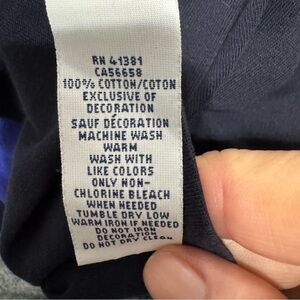 RN 41381
CA56658
100% COTTON/COTON
EXCLUSIVE OF
DECORATION
SAUF DÉCORATION
MACHINE WASH
WARM
WASH WITH
LIKE COLORS
ONLY NON-
CHLORINE BLEACH
WHEN NEEDED
TUMBLE DRY LOW
WARM IRON IF NEEDED
DO NOT IRON
DECORATION
DO NOT DRY CLEAN